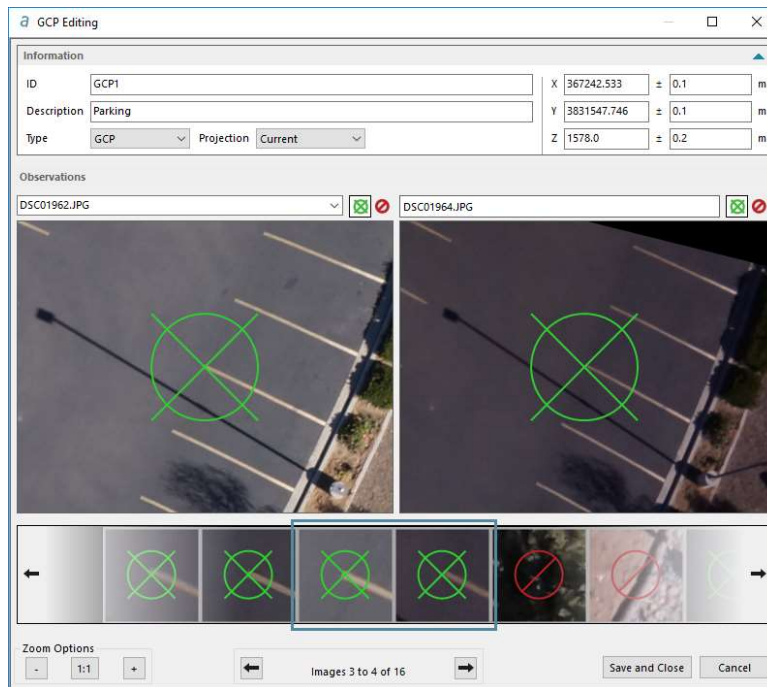 a GCP Editing
Information
ID GCP1 X 367242.533 ± 0.1 m
Description Parking Y 3831547.746 ± 0.1 m
Type GCP Projection Current Z 1578.0 ± 0.2 m
Observations
DSC01962.JPG DSC01964.JPG
Zoom Options
- 1:1 + Images 3 to 4 of 16 Save and Close Cancel